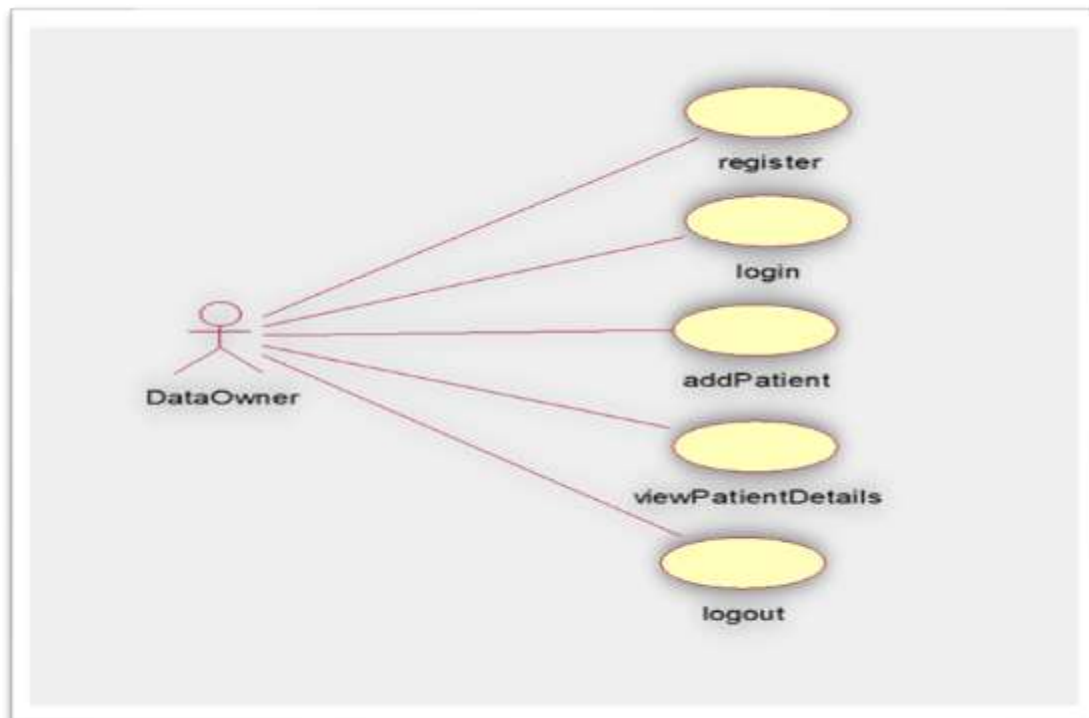 register
login
DataOwner
addPatient
viewPatientDetails
logout